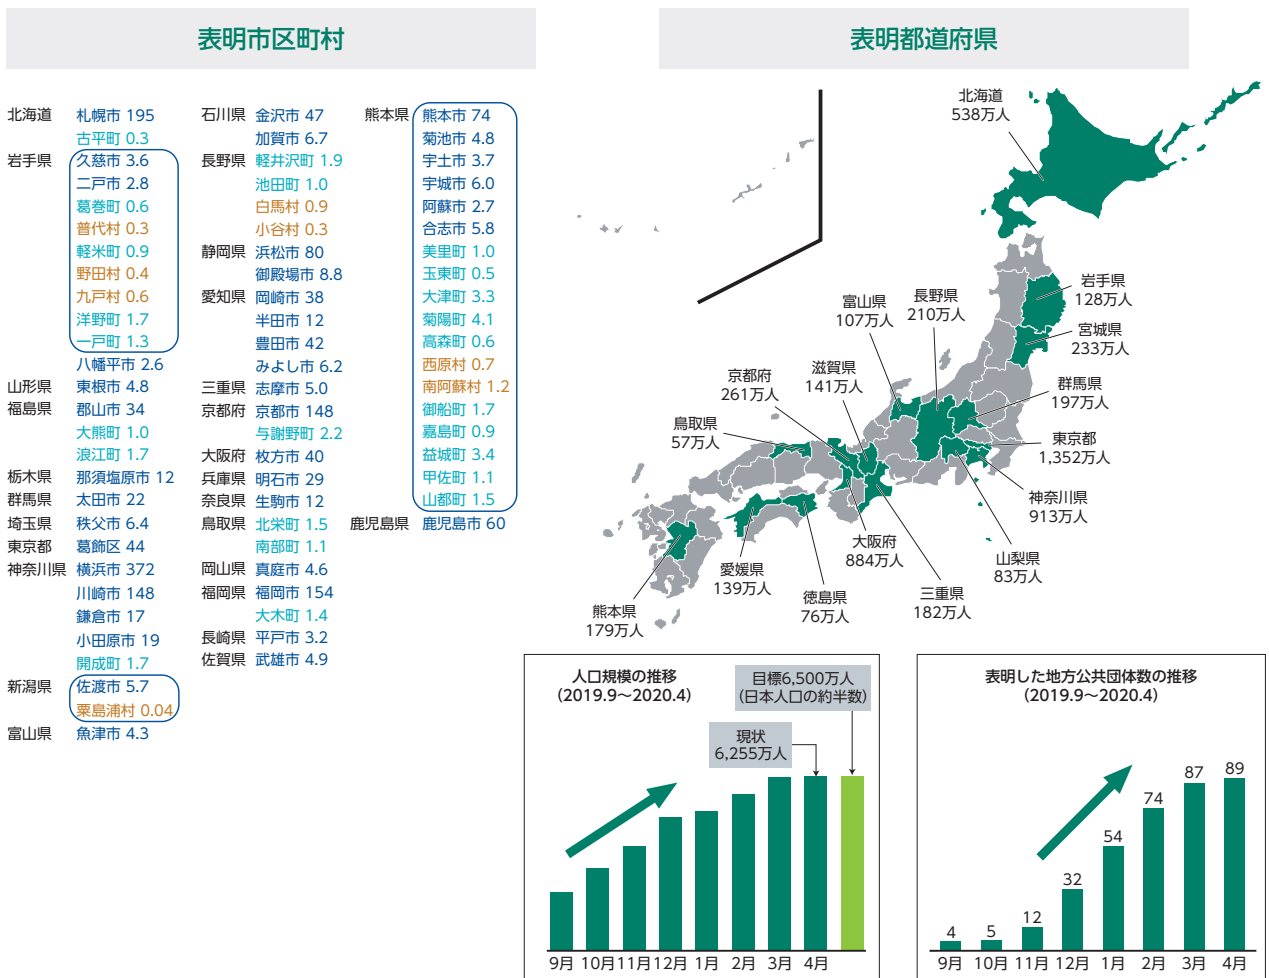 表明市区町村
北海道 札幌市 195
古平町 0.3
岩手県 久慈市 3.6
二戸市 2.8
葛巻町 0.6
普代村 0.3
軽米町 0.9
野田村 0.4
九戸村 0.6
洋野町 1.7
一戸町 1.3
八幡平市 2.6
山形県 東根市 4.8
福島県 郡山市 34
大熊町 1.0
浪江町 1.7
栃木県 那須塩原市 12
群馬県 太田市 22
埼玉県 秩父市 6.4
東京都 葛飾区 44
神奈川県 横浜市 372
川崎市 148
鎌倉市 17
小田原市 19
開成町 1.7
新潟県 佐渡市 5.7
粟島浦村 0.04
富山県 魚津市 4.3
石川県 金沢市 47
加賀市 6.7
長野県 軽井沢町 1.9
池田町 1.0
白馬村 0.9
小谷村 0.3
静岡県 浜松市 80
御殿場市 8.8
愛知県 岡崎市 38
半田市 12
豊田市 42
みよし市 6.2
三重県 志摩市 5.0
京都府 京都市 148
与謝野町 2.2
大阪府 枚方市 40
兵庫県 明石市 29
奈良県 生駒市 12
鳥取県 北栄町 1.5
南部町 1.1
岡山県 真庭市 4.6
福岡県 福岡市 154
大木町 1.4
長崎県 平戸市 3.2
佐賀県 武雄市 4.9
熊本県 熊本市 74
菊池市 4.8
宇土市 3.7
宇城市 6.0
阿蘇市 2.7
合志市 5.8
美里町 1.0
玉東町 0.5
大津町 3.3
菊陽町 4.1
高森町 0.6
西原村 0.7
南阿蘇村 1.2
御船町 1.7
嘉島町 0.9
益城町 3.4
甲佐町 1.1
山都町 1.5
鹿児島県 鹿児島市 60
表明都道府県
北海道
538万人
岩手県
128万人
宮城県
233万人
群馬県
197万人
東京都
1,352万人
神奈川県
913万人
山梨県
83万人
長野県
210万人
富山県
107万人
滋賀県
141万人
京都府
261万人
鳥取県
57万人
大阪府
884万人
三重県
182万人
徳島県
76万人
愛媛県
139万人
熊本県
179万人
人口規模の推移
(2019.9～2020.4)
目標6,500万人
(日本人口の約半数)
現状
6,255万人
9月 10月 11月 12月 1月 2月 3月 4月
表明した地方公共団体数の推移
(2019.9～2020.4)
4 5 12 32 54 74 87 89
9月 10月 11月 12月 1月 2月 3月 4月